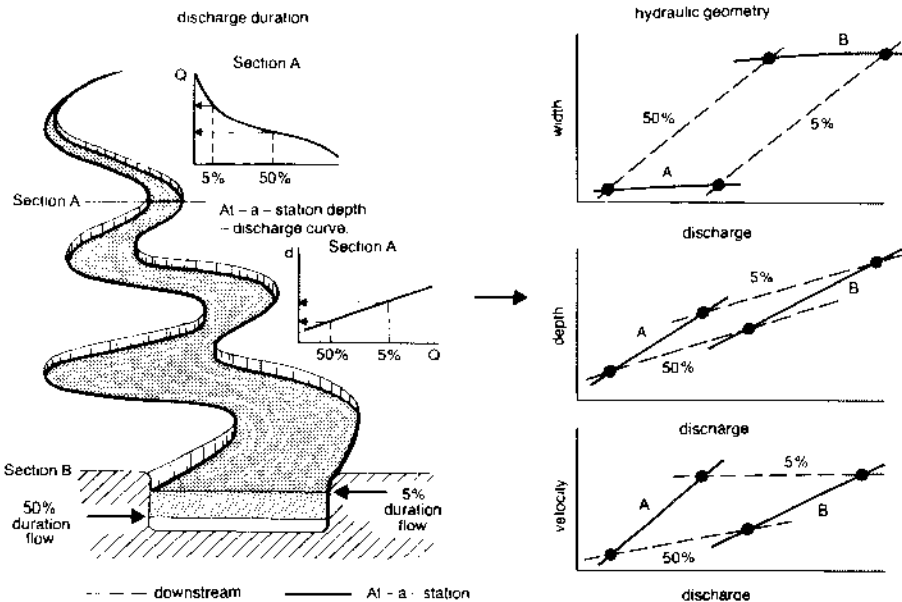 discharge duration
Section A
Q
5% 50%
Section A
At – a – station depth
– discharge curve.
Section A
d
50% 5% Q
Section B
50%
duration
flow
5%
duration
flow
downstream
At – a – station
hydraulic geometry
width
B
50%
5%
A
discharge
depth
5%
A
B
50%
discharge
velocity
5%
A
B
50%
discharge